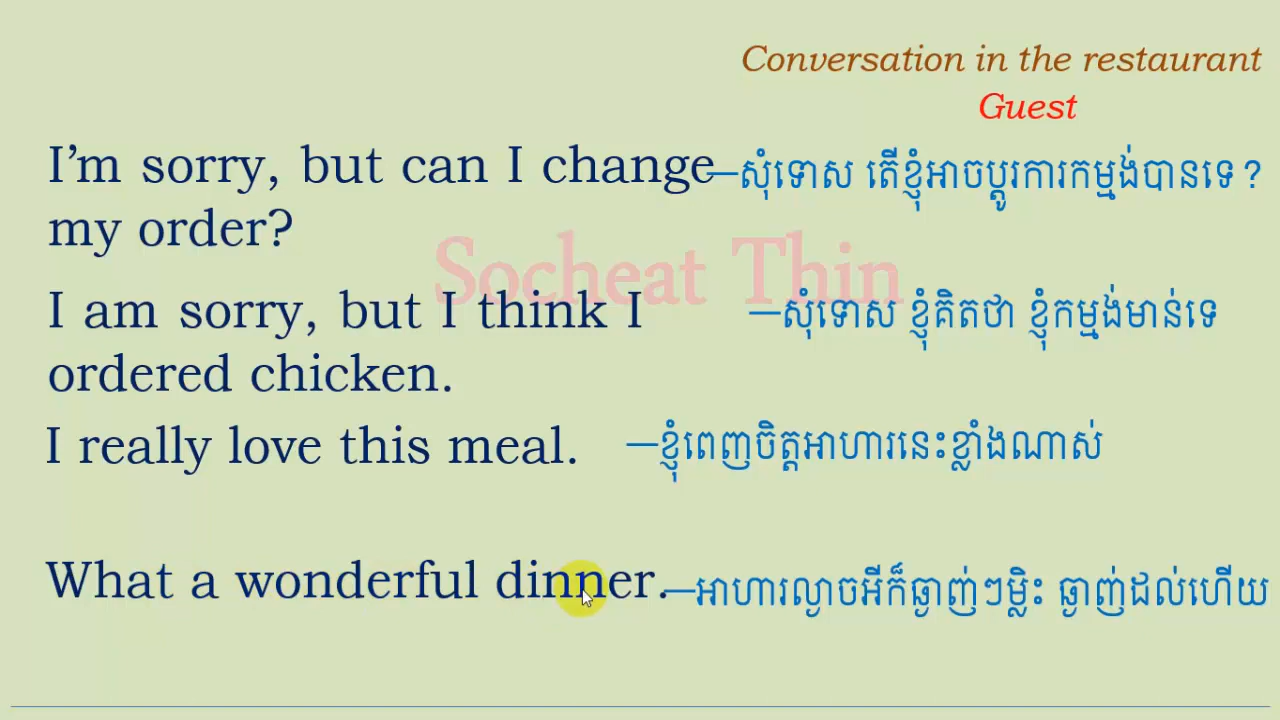 Conversation in the restaurant
Guest
I'm sorry, but can I change
my order?
—សុំទោស តើខ្ញុំអាចប្ដូរការកម្មង់បានទេ?
Socheat Thin
I am sorry, but I think I
ordered chicken.
—សុំទោស ខ្ញុំគិតថា ខ្ញុំកម្មង់មាន់ទេ
I really love this meal.
—ខ្ញុំពេញចិត្តអាហារនេះខ្លាំងណាស់
What a wonderful dinner.
—អាហារល្ងាចអីក៏ឆ្ងាញ់ៗម្លិះ ឆ្ងាញ់ដល់ហើយ